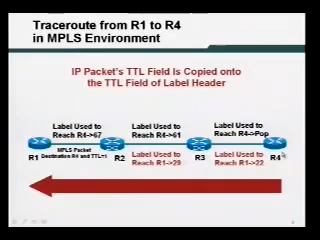 Traceroute from R1 to R4
in MPLS Environment
IP Packet's TTL Field Is Copied onto
the TTL Field of Label Header
Label Used to
Reach R4->67
Label Used to
Reach R4->61
Label Used to
Reach R4->Pop
R1
MPLS Packet
Destination R4 and TTL=1
R2
Label Used to
Reach R1->29
R3
Label Used to
Reach R1->22
R4